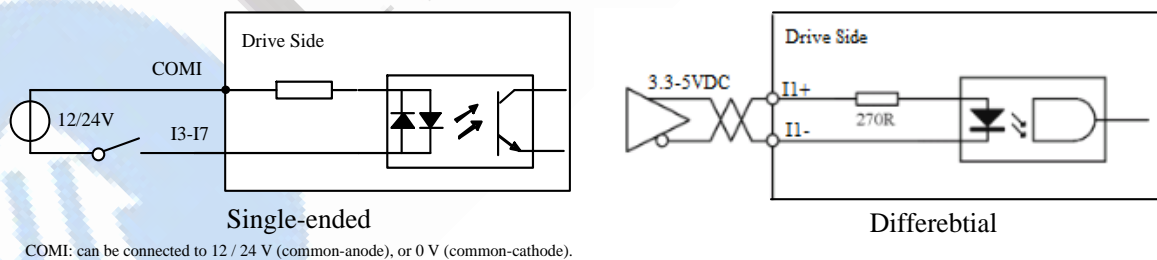 Drive Side
COMI
12/24V
I3-I7
Single-ended
COMI: can be connected to 12 / 24 V (common-anode), or 0 V (common-cathode).
Drive Side
3.3-5VDC
I1+
270R
I1-
Differebtial